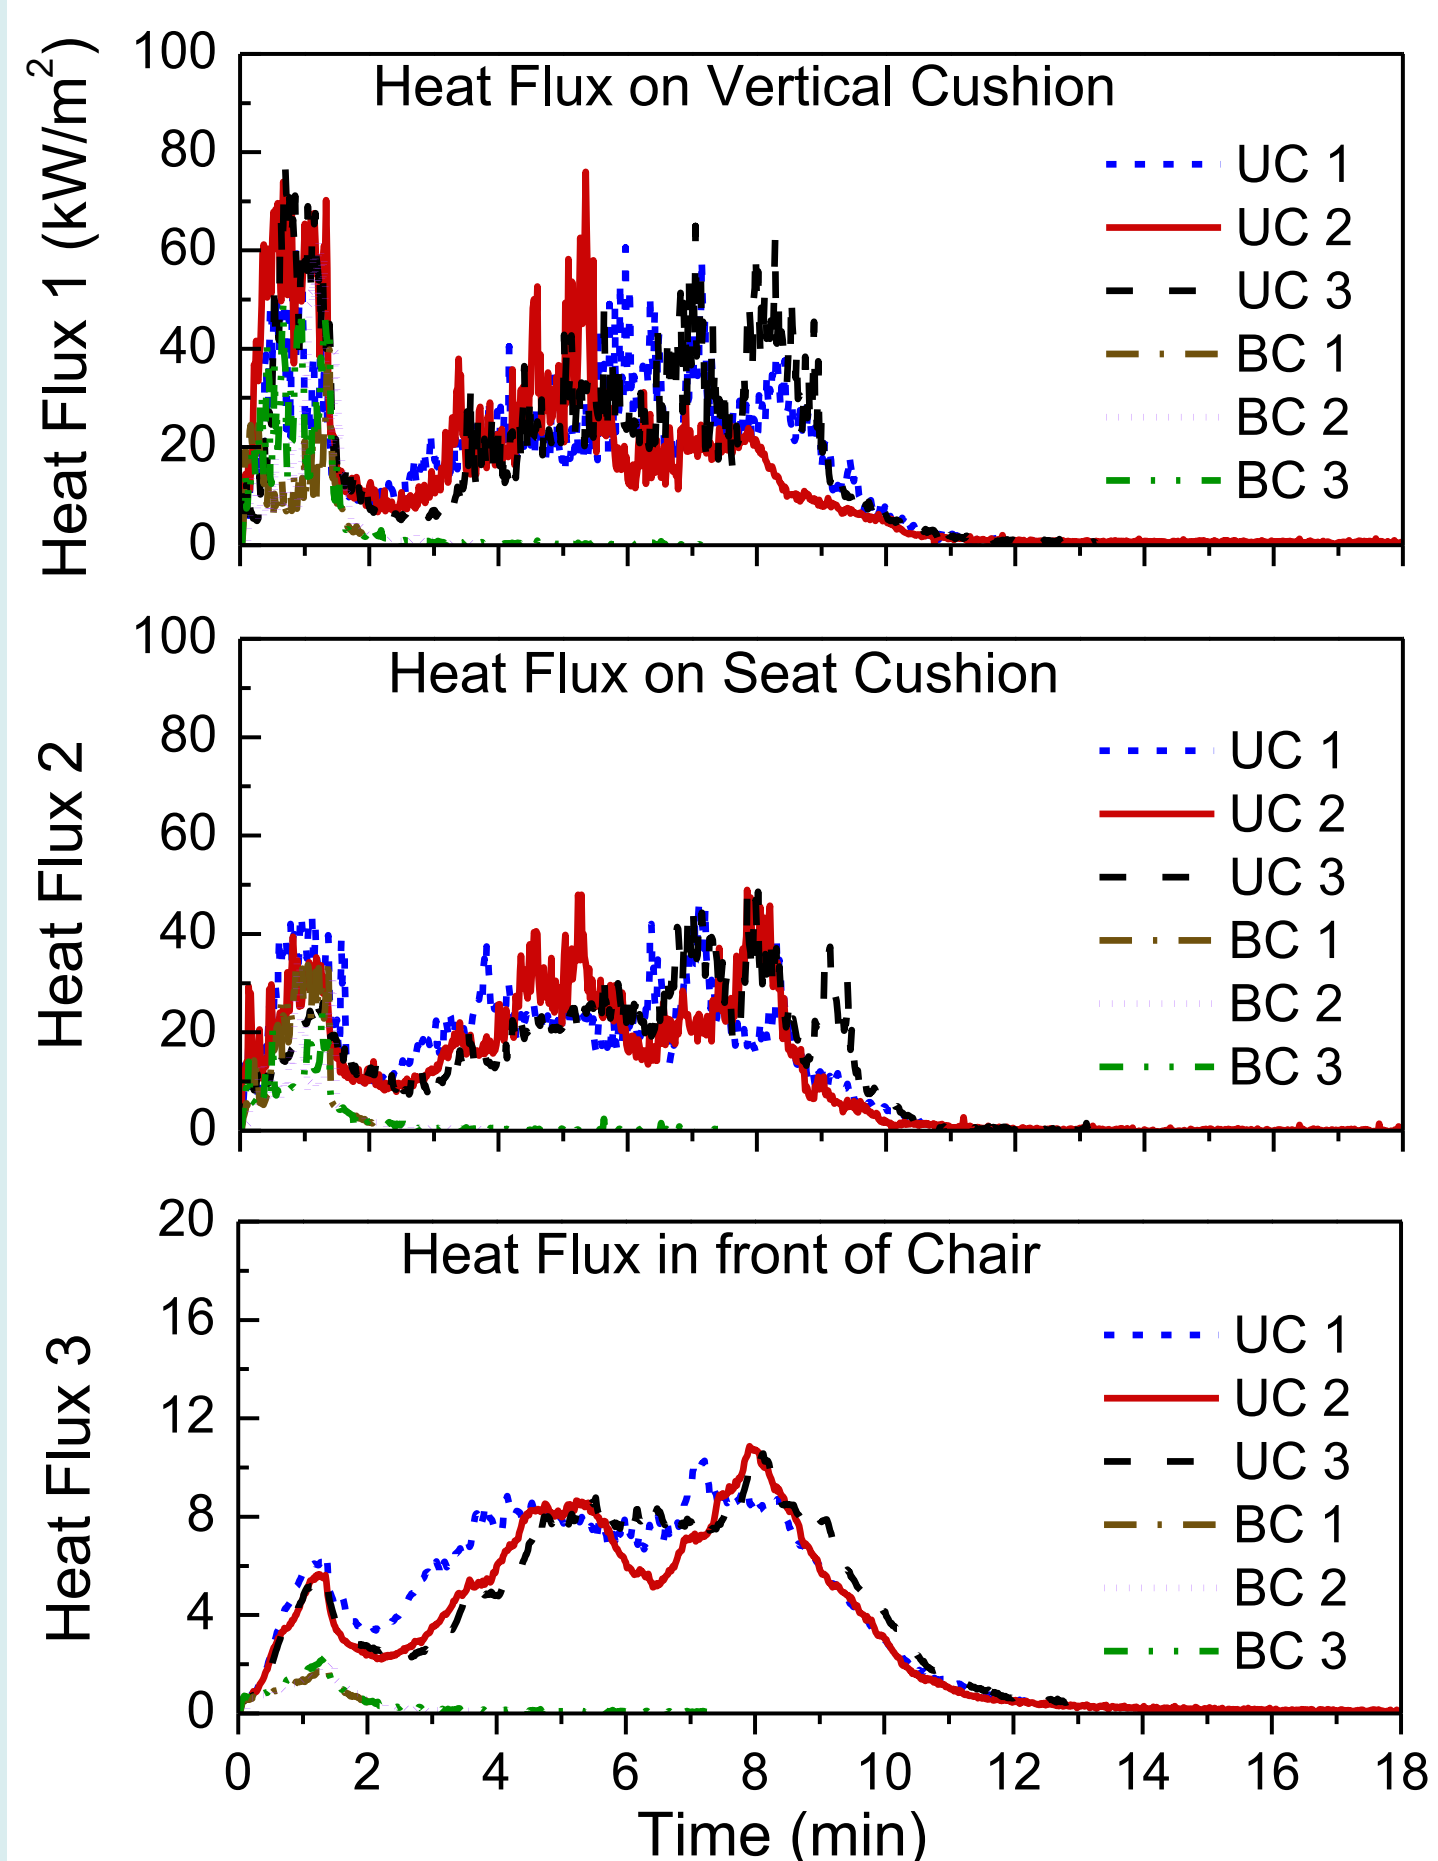 Heat Flux on Vertical Cushion
Heat Flux 1 (kW/m²)
100
80
60
40
20
0
UC 1
UC 2
UC 3
BC 1
BC 2
BC 3
Heat Flux on Seat Cushion
Heat Flux 2
100
80
60
40
20
0
UC 1
UC 2
UC 3
BC 1
BC 2
BC 3
Heat Flux in front of Chair
Heat Flux 3
20
16
12
8
4
0
UC 1
UC 2
UC 3
BC 1
BC 2
BC 3
0 2 4 6 8 10 12 14 16 18
Time (min)